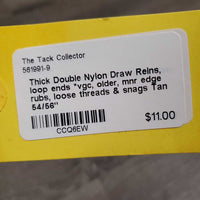 The Tack Collector
561991-9
Thick Double Nylon Draw Reins,
loop ends *vgc, older, mnr edge
rubs, loose threads & snags Tan
54/56"
$11.00
CCQ6EW